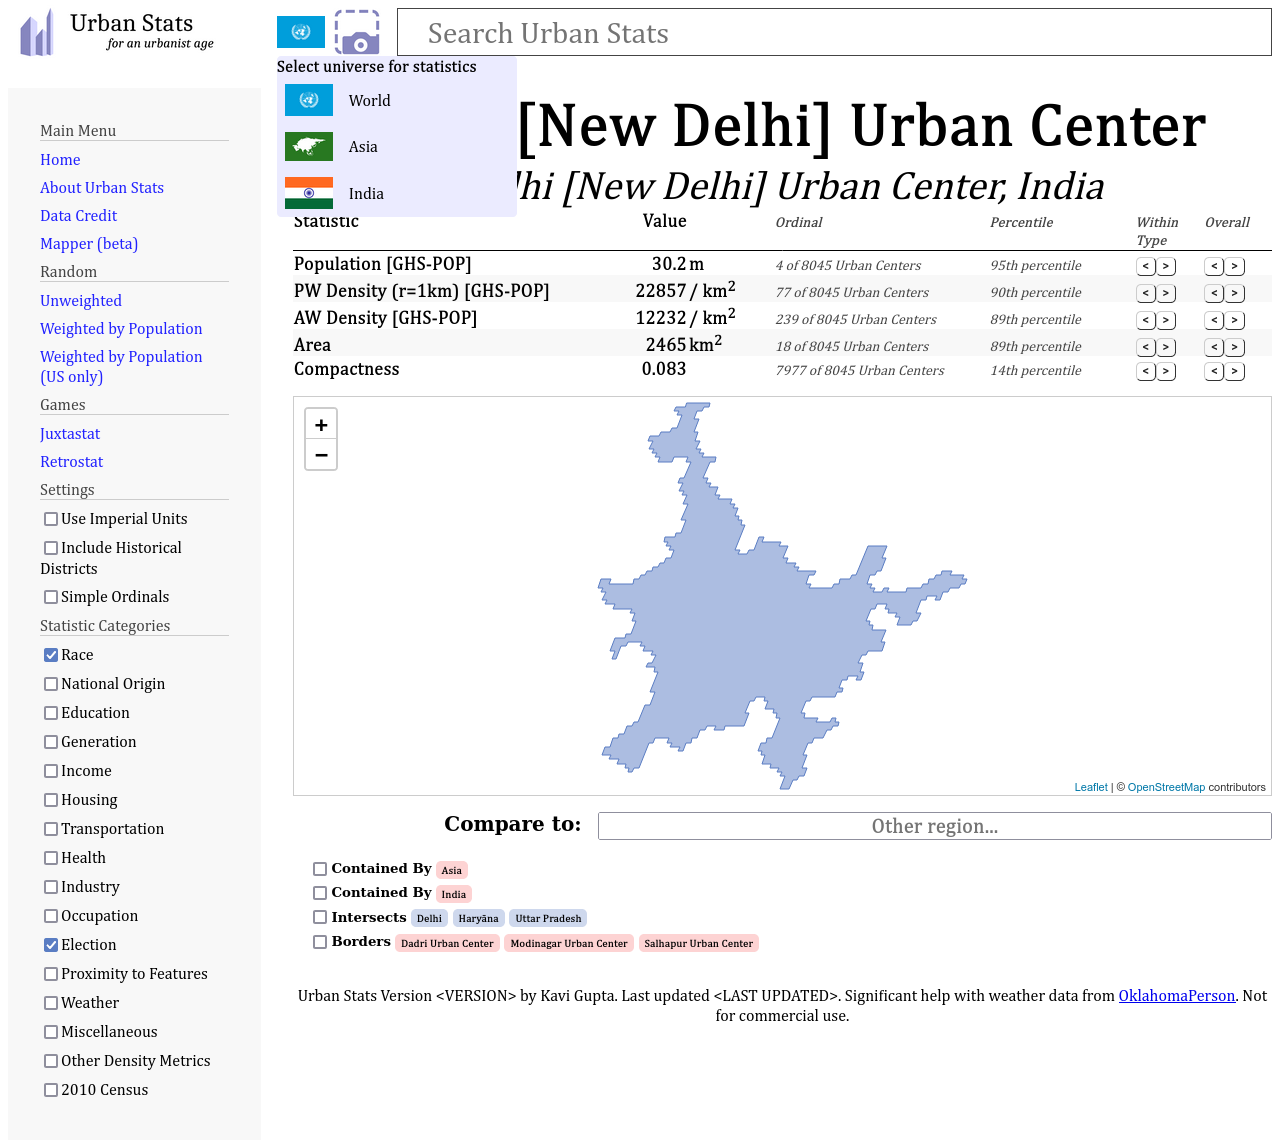 Urban Stats
for an urbanist age
Search Urban Stats
Select universe for statistics
World
Asia
India
[New Delhi] Urban Center
lhi [New Delhi] Urban Center, India
Main Menu
Home
About Urban Stats
Data Credit
Mapper (beta)
Random
Unweighted
Weighted by Population
Weighted by Population
(US only)
Games
Juxtastat
Retrostat
Settings
Use Imperial Units
Include Historical
Districts
Simple Ordinals
Statistic Categories
Race
National Origin
Education
Generation
Income
Housing
Transportation
Health
Industry
Occupation
Election
Proximity to Features
Weather
Miscellaneous
Other Density Metrics
2010 Census
Statistic Value Ordinal Percentile Within Type Overall
Population [GHS-POP] 30.2 m 4 of 8045 Urban Centers 95th percentile < > < >
PW Density (r=1km) [GHS-POP] 22857 / km² 77 of 8045 Urban Centers 90th percentile < > < >
AW Density [GHS-POP] 12232 / km² 239 of 8045 Urban Centers 89th percentile < > < >
Area 2465 km² 18 of 8045 Urban Centers 89th percentile < > < >
Compactness 0.083 7977 of 8045 Urban Centers 14th percentile < > < >
+
−
Leaflet | © OpenStreetMap contributors
Compare to: Other region...
Contained By Asia
Contained By India
Intersects Delhi Haryāna Uttar Pradesh
Borders Dadri Urban Center Modinagar Urban Center Salhapur Urban Center
Urban Stats Version <VERSION> by Kavi Gupta. Last updated <LAST UPDATED>. Significant help with weather data from OklahomaPerson. Not
for commercial use.